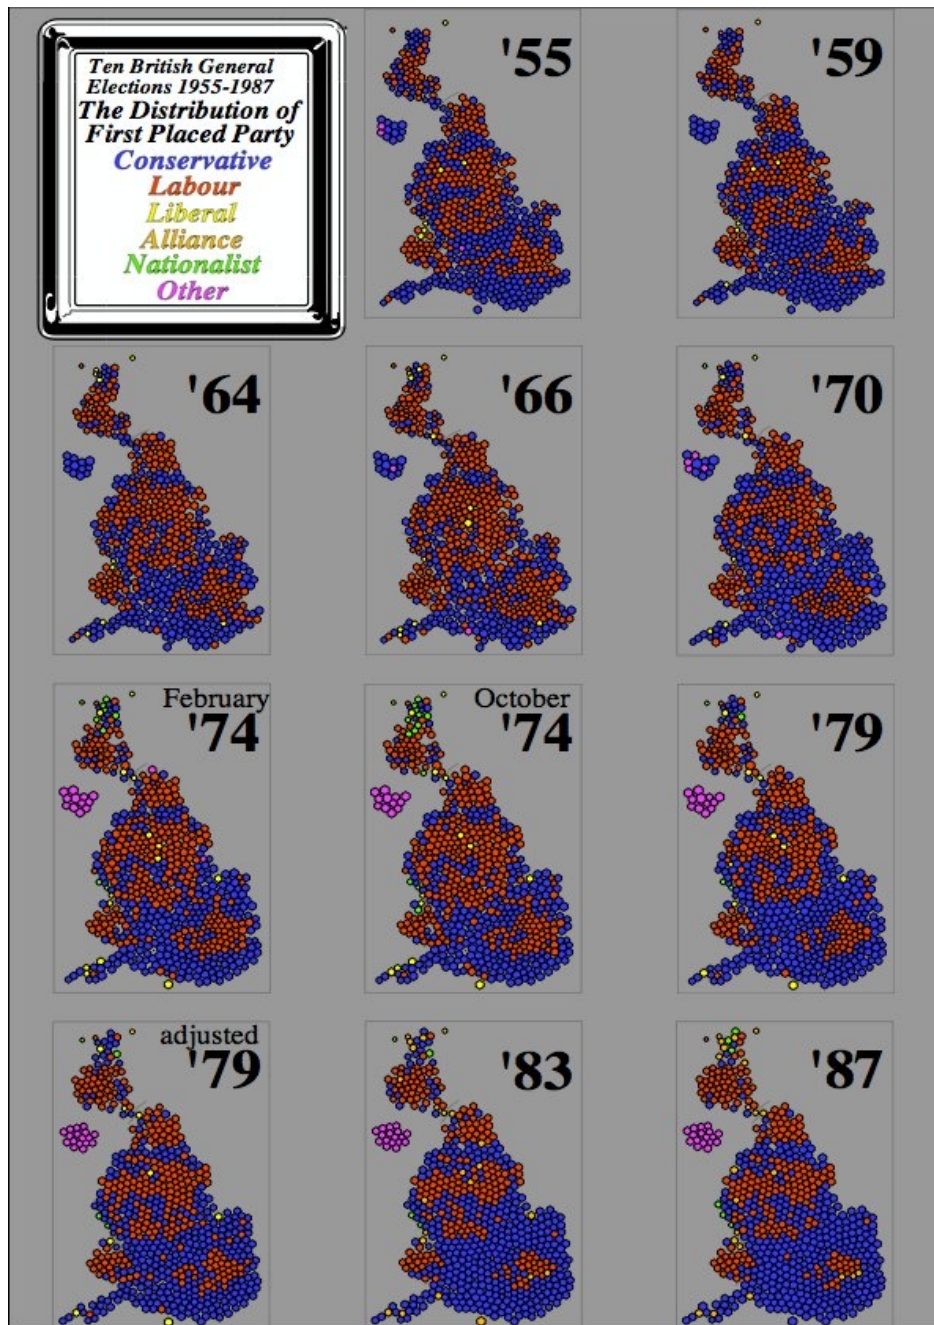 Ten British General
Elections 1955-1987
The Distribution of
First Placed Party
Conservative
Labour
Liberal
Alliance
Nationalist
Other
'55
'59
'64
'66
'70
February
'74
October
'74
'79
adjusted
'79
'83
'87